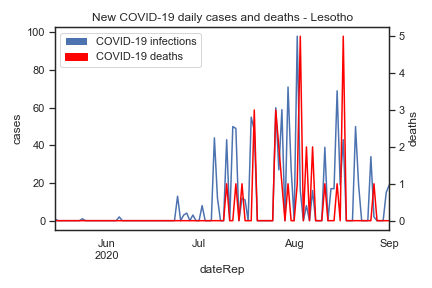 New COVID-19 daily cases and deaths - Lesotho
COVID-19 infections
COVID-19 deaths
100
80
60
40
20
0
cases
5
4
3
2
1
0
deaths
Jun
2020
Jul
Aug
Sep
dateRep